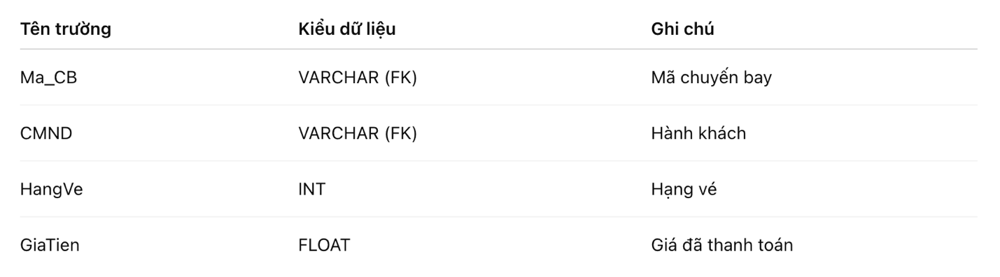 Tên trường Kiểu dữ liệu Ghi chú
Ma_CB VARCHAR (FK) Mã chuyến bay
CMND VARCHAR (FK) Hành khách
HangVe INT Hạng vé
GiaTien FLOAT Giá đã thanh toán